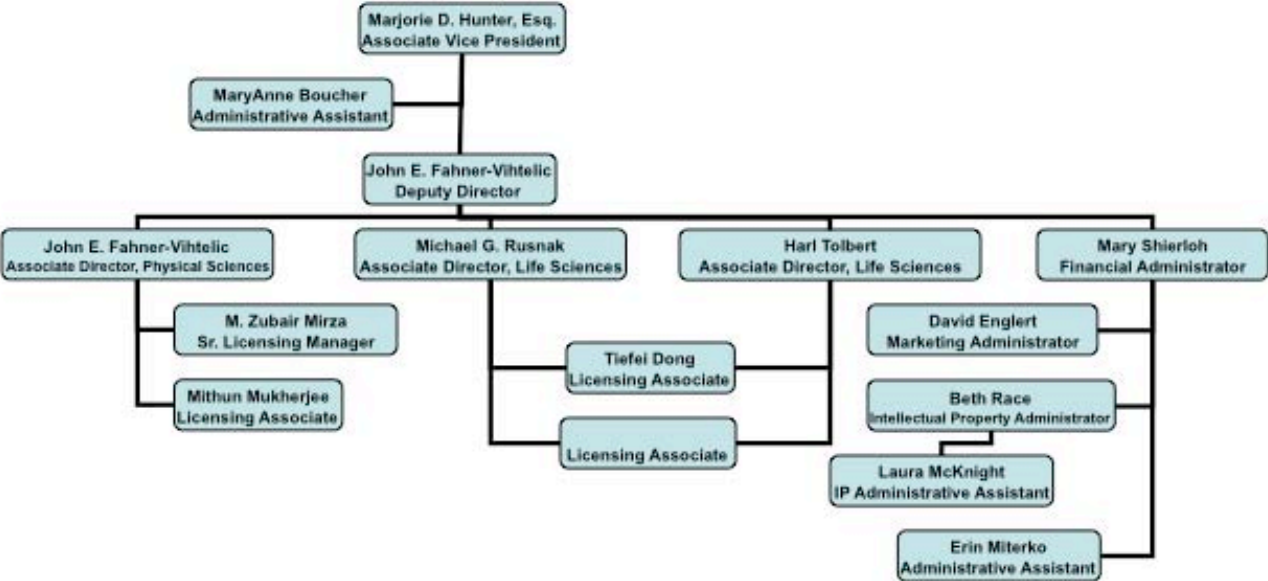 Marjorie D. Hunter, Esq.
Associate Vice President
MaryAnne Boucher
Administrative Assistant
John E. Fahner-Vihtelic
Deputy Director
John E. Fahner-Vihtelic
Associate Director, Physical Sciences
Michael G. Rusnak
Associate Director, Life Sciences
Harl Tolbert
Associate Director, Life Sciences
Mary Shierloh
Financial Administrator
M. Zubair Mirza
Sr. Licensing Manager
Mithun Mukherjee
Licensing Associate
Tiefei Dong
Licensing Associate
Licensing Associate
David Englert
Marketing Administrator
Beth Race
Intellectual Property Administrator
Laura McKnight
IP Administrative Assistant
Erin Miterko
Administrative Assistant